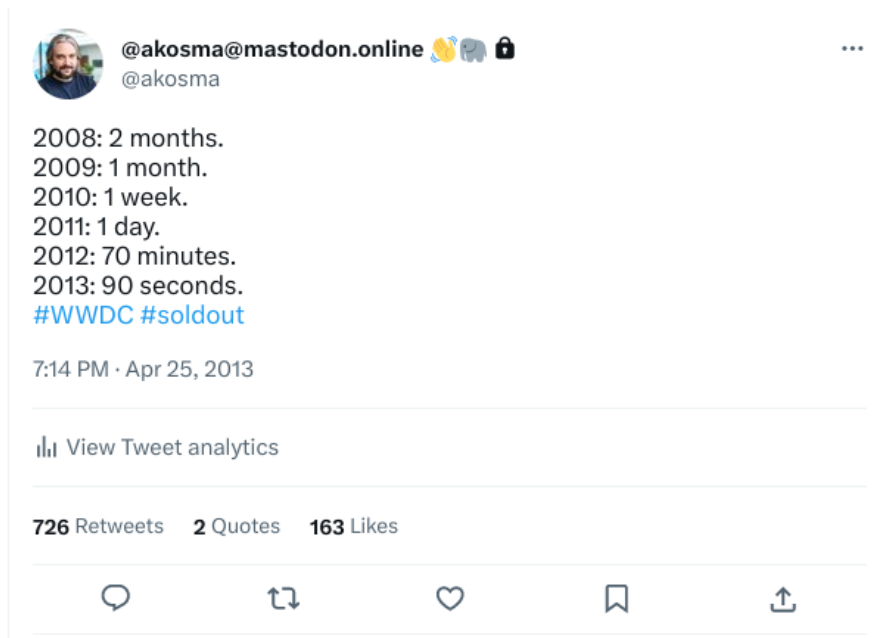 @akosma@mastodon.online 👋🐘🔒
@akosma
2008: 2 months.
2009: 1 month.
2010: 1 week.
2011: 1 day.
2012: 70 minutes.
2013: 90 seconds.
#WWDC #soldout
7:14 PM · Apr 25, 2013
View Tweet analytics
726 Retweets 2 Quotes 163 Likes